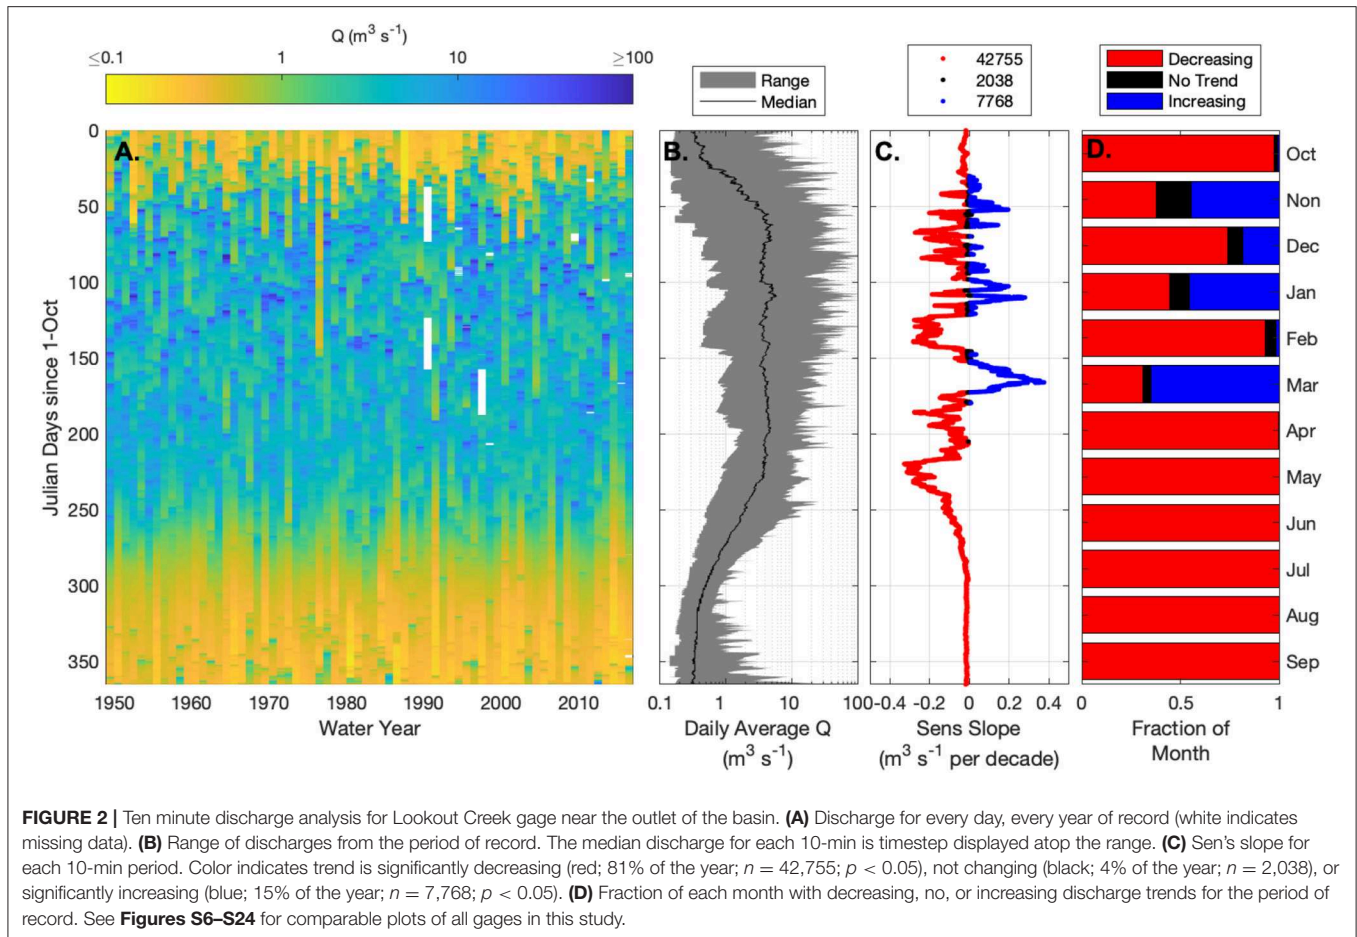 Q (m³ s⁻¹)
≤0.1 1 10 ≥100
Range
Median
42755
2038
7768
Decreasing
No Trend
Increasing
A.
B.
C.
D.
0
50
100
150
200
250
300
350
Julian Days since 1-Oct
1950 1960 1970 1980 1990 2000 2010
Water Year
0.1 1 10 100
Daily Average Q
(m³ s⁻¹)
-0.4 -0.2 0 0.2 0.4
Sens Slope
(m³ s⁻¹ per decade)
Oct
Non
Dec
Jan
Feb
Mar
Apr
May
Jun
Jul
Aug
Sep
0 0.5 1
Fraction of
Month
FIGURE 2 | Ten minute discharge analysis for Lookout Creek gage near the outlet of the basin. (A) Discharge for every day, every year of record (white indicates
missing data). (B) Range of discharges from the period of record. The median discharge for each 10-min is timestep displayed atop the range. (C) Sen's slope for
each 10-min period. Color indicates trend is significantly decreasing (red; 81% of the year; n = 42,755; p < 0.05), not changing (black; 4% of the year; n = 2,038), or
significantly increasing (blue; 15% of the year; n = 7,768; p < 0.05). (D) Fraction of each month with decreasing, no, or increasing discharge trends for the period of
record. See Figures S6–S24 for comparable plots of all gages in this study.